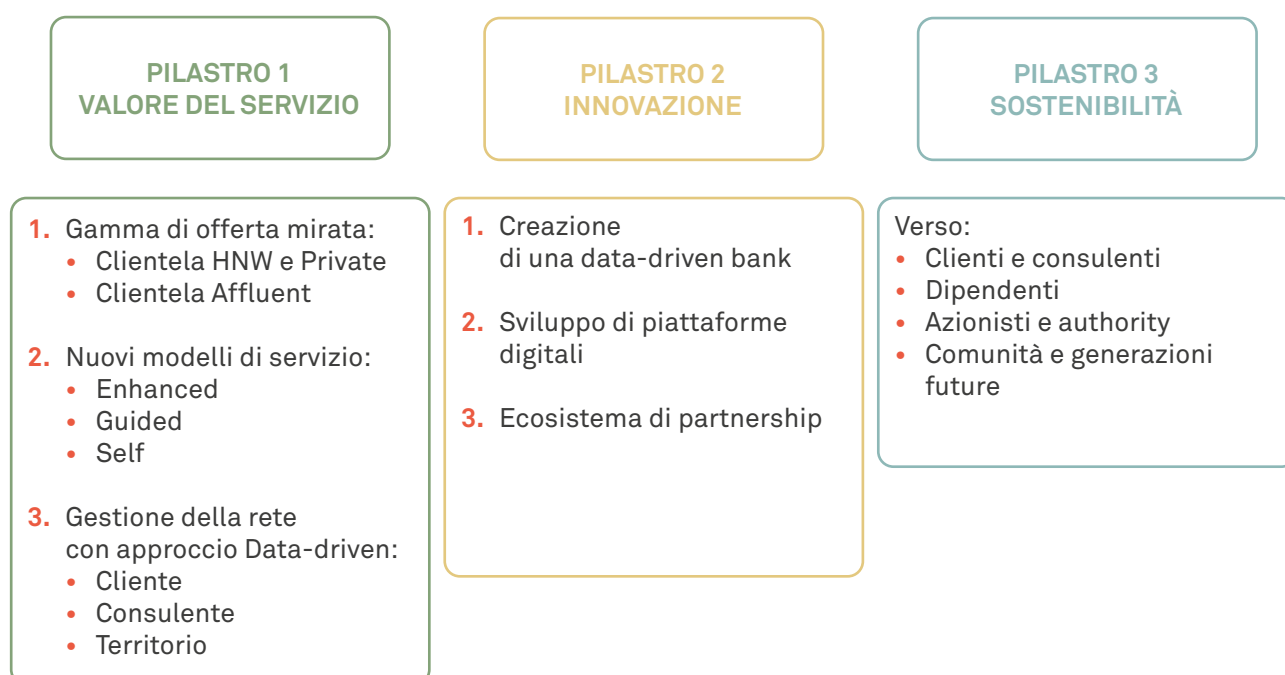 PILASTRO 1
VALORE DEL SERVIZIO
1. Gamma di offerta mirata:
• Clientela HNW e Private
• Clientela Affluent
2. Nuovi modelli di servizio:
• Enhanced
• Guided
• Self
3. Gestione della rete
con approccio Data-driven:
• Cliente
• Consulente
• Territorio
PILASTRO 2
INNOVAZIONE
1. Creazione
di una data-driven bank
2. Sviluppo di piattaforme
digitali
3. Ecosistema di partnership
PILASTRO 3
SOSTENIBILITÀ
Verso:
• Clienti e consulenti
• Dipendenti
• Azionisti e authority
• Comunità e generazioni
future